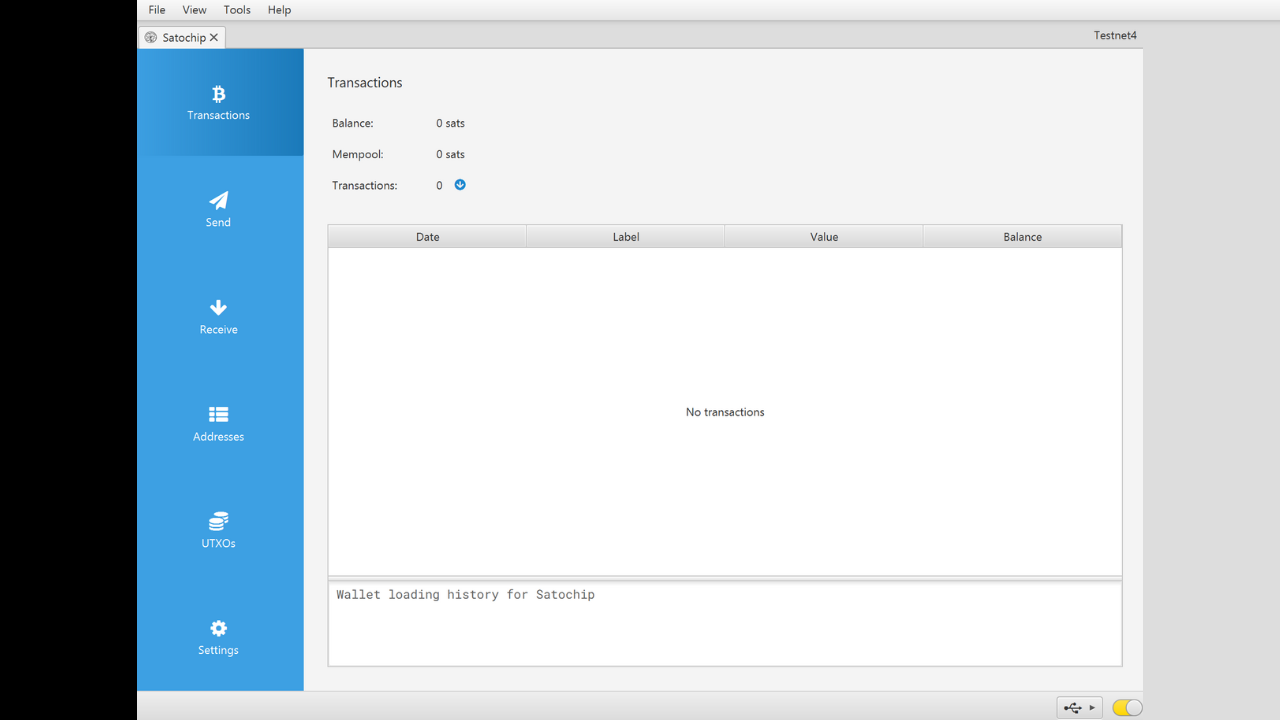 File View Tools Help
Satochip
Testnet4
Transactions
Send
Receive
Addresses
UTXOs
Settings
Transactions
Balance: 0 sats
Mempool: 0 sats
Transactions: 0
Date Label Value Balance
No transactions
Wallet loading history for Satochip